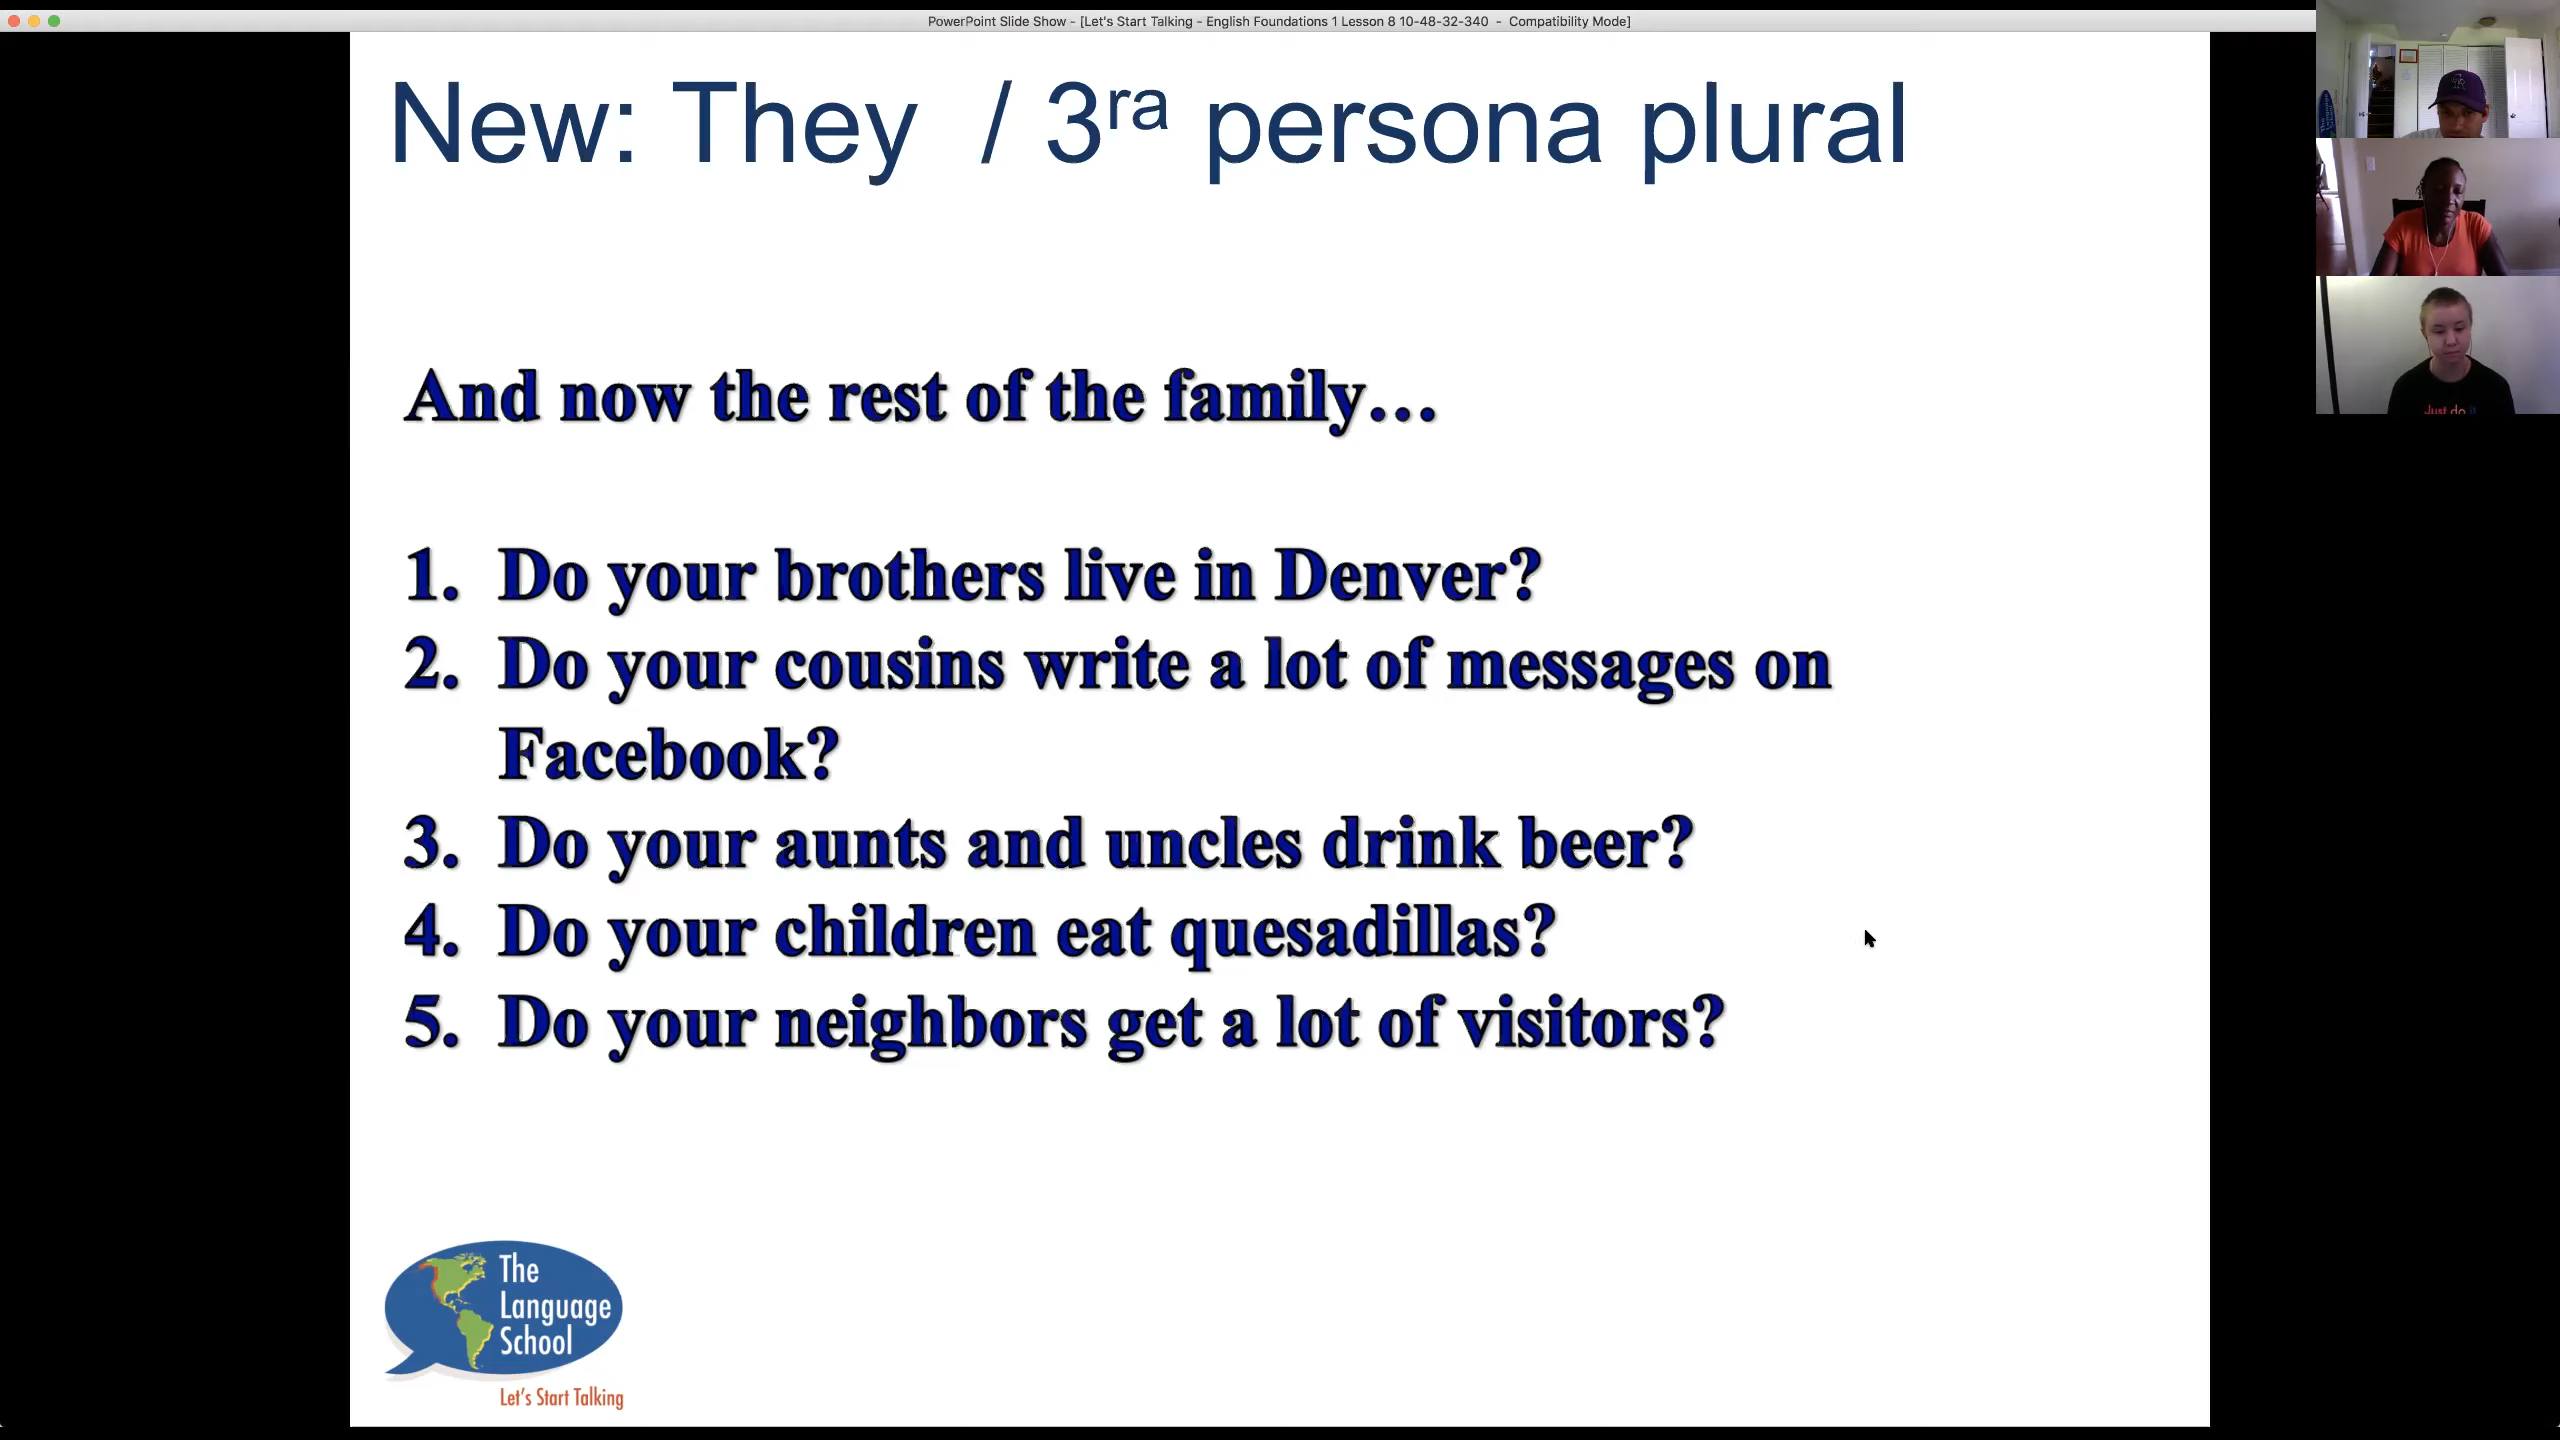 PowerPoint Slide Show - [Let's Start Talking - English Foundations 1 Lesson 8 10-48-32-340 - Compatibility Mode]
New: They / 3ra persona plural
And now the rest of the family…
1. Do your brothers live in Denver?
2. Do your cousins write a lot of messages on
Facebook?
3. Do your aunts and uncles drink beer?
4. Do your children eat quesadillas?
5. Do your neighbors get a lot of visitors?
The
Language
School
Let's Start Talking
Just do it